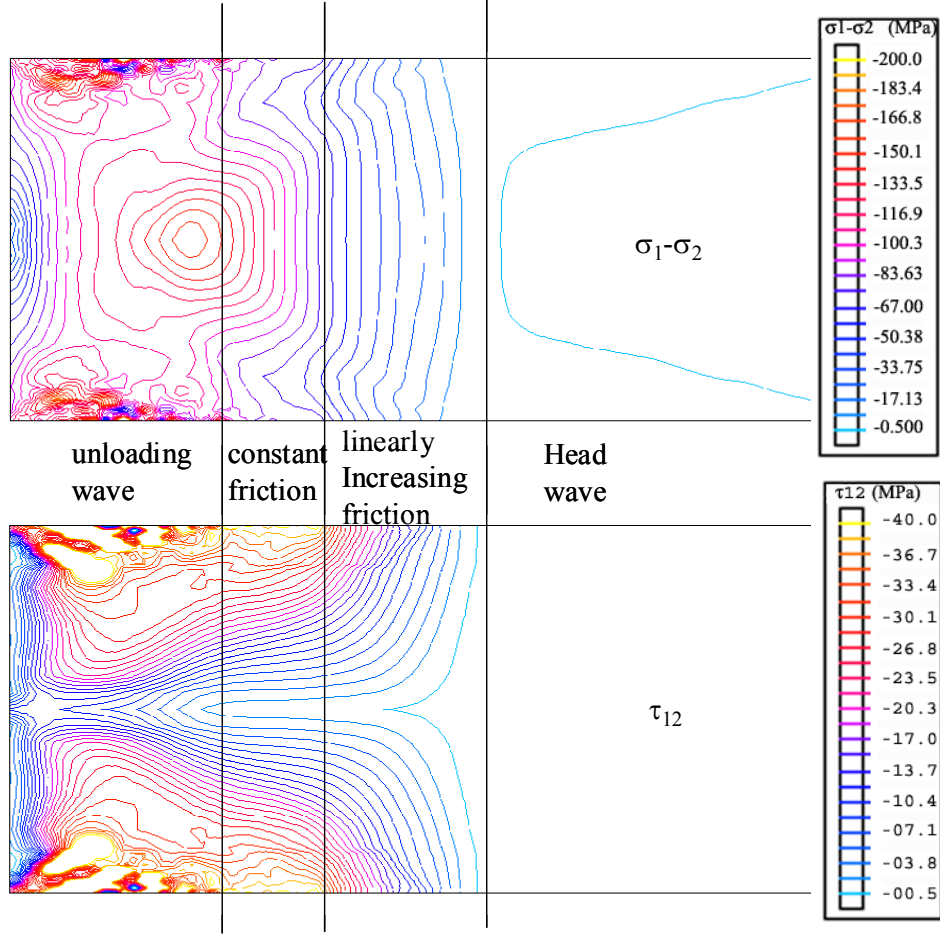 σ1-σ2 (MPa)
-200.0
-183.4
-166.8
-150.1
-133.5
-116.9
-100.3
-83.63
-67.00
-50.38
-33.75
-17.13
-0.500
σ1-σ2
unloading
wave
constant
friction
linearly
Increasing
friction
Head
wave
τ12 (MPa)
-40.0
-36.7
-33.4
-30.1
-26.8
-23.5
-20.3
-17.0
-13.7
-10.4
-07.1
-03.8
-00.5
τ12